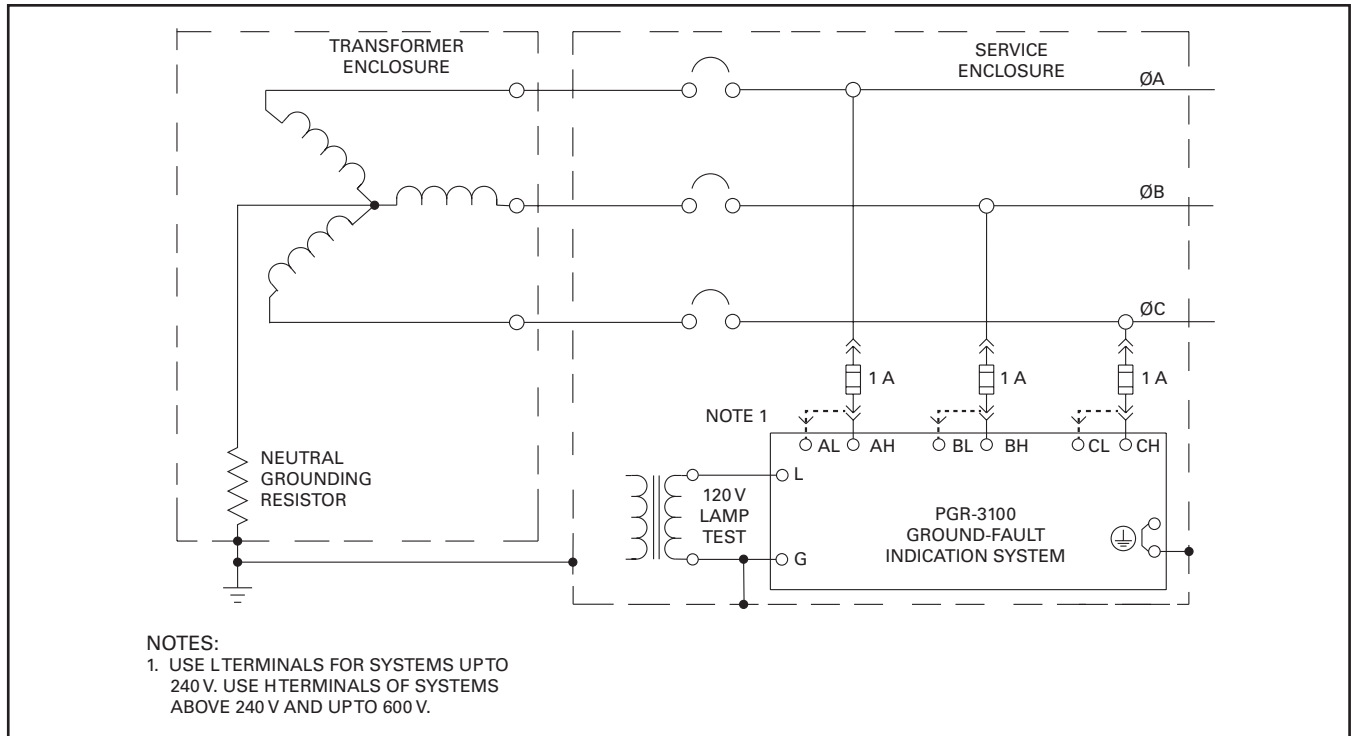 TRANSFORMER
ENCLOSURE
SERVICE
ENCLOSURE
ØA
ØB
ØC
1 A
1 A
1 A
NOTE 1
AL
AH
BL
BH
CL
CH
NEUTRAL
GROUNDING
RESISTOR
120 V
LAMP
TEST
L
G
PGR-3100
GROUND-FAULT
INDICATION SYSTEM
NOTES:
1. USE L TERMINALS FOR SYSTEMS UP TO
240 V. USE H TERMINALS OF SYSTEMS
ABOVE 240 V AND UP TO 600 V.